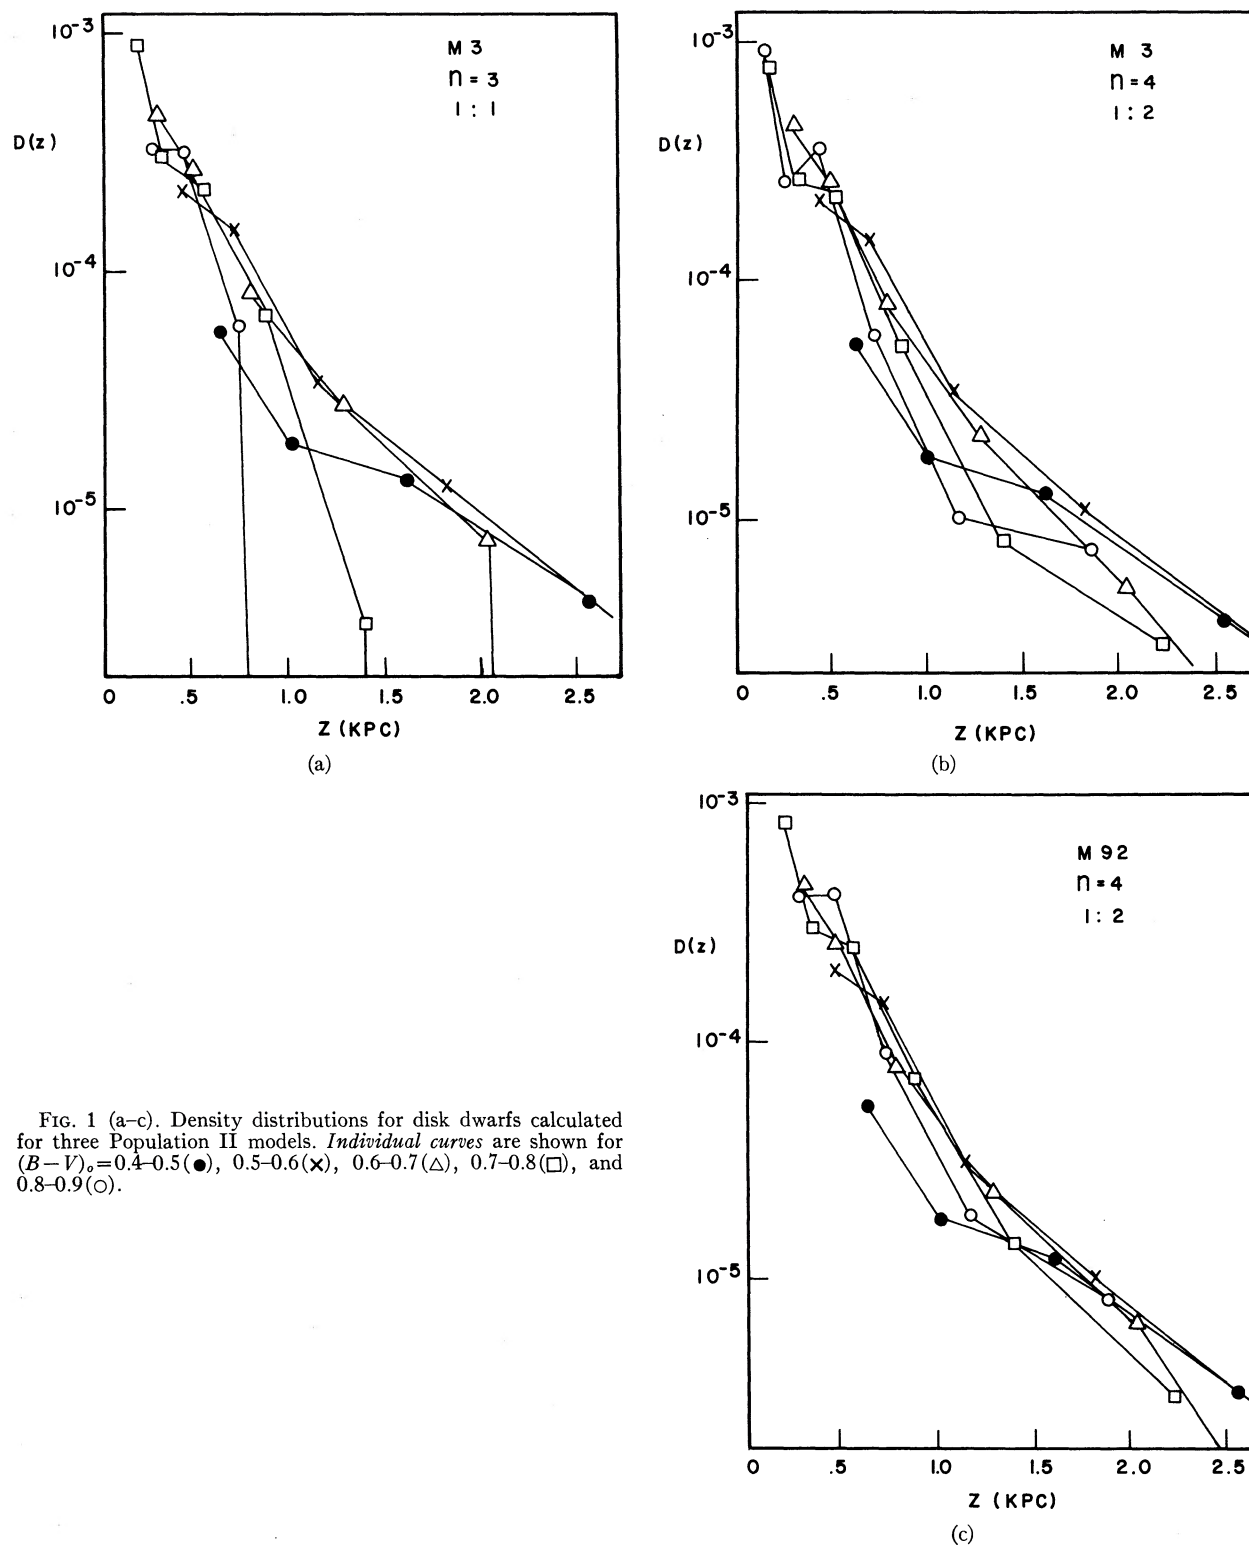 10-3
M 3
n = 3
1 : 1
D(z)
10-4
10-5
0 .5 1.0 1.5 2.0 2.5
Z (KPC)
(a)
10-3
M 3
n = 4
1 : 2
D(z)
10-4
10-5
0 .5 1.0 1.5 2.0 2.5
Z (KPC)
(b)
10-3
M 92
n = 4
1 : 2
D(z)
10-4
10-5
0 .5 1.0 1.5 2.0 2.5
Z (KPC)
(c)
FIG. 1 (a–c). Density distributions for disk dwarfs calculated
for three Population II models. Individual curves are shown for
(B−V)o=0.4–0.5(●), 0.5–0.6(×), 0.6–0.7(△), 0.7–0.8(□), and
0.8–0.9(○).